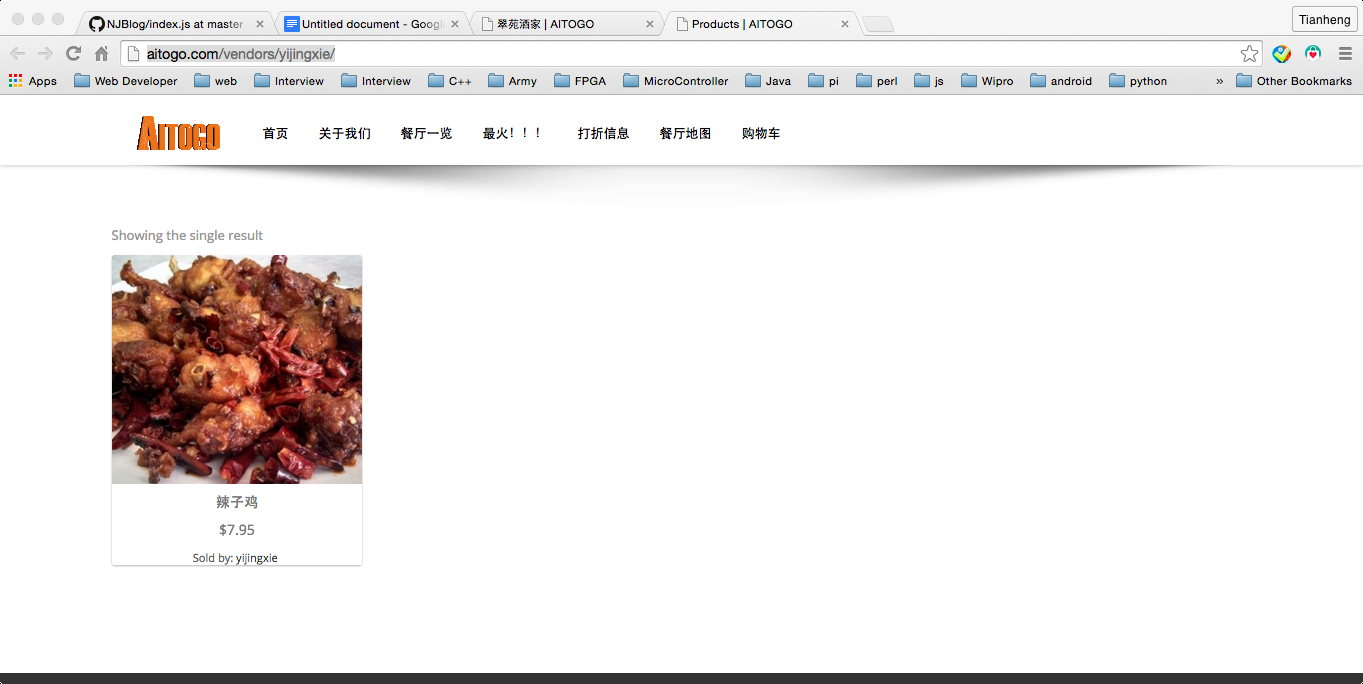 NJBlog/index.js at master
Untitled document - Googl
翠苑酒家 | AITOGO
Products | AITOGO
Tianheng
aitogo.com/vendors/yijingxie/
Apps Web Developer web Interview Interview C++ Army FPGA MicroController Java pi perl js Wipro android python » Other Bookmarks
AITOGO 首页 关于我们 餐厅一览 最火！！！ 打折信息 餐厅地图 购物车
Showing the single result
辣子鸡
$7.95
Sold by: yijingxie